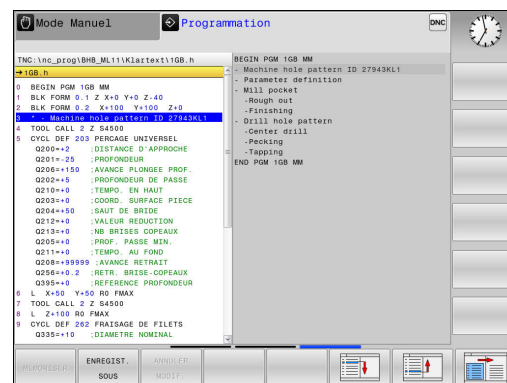 Mode Manuel
Programmation
DNC
TNC:\nc_prog\BHB_ML11\Klartext\1GB.h
→1GB.h
0 BEGIN PGM 1GB MM
1 BLK FORM 0.1 Z X+0 Y+0 Z-40
2 BLK FORM 0.2 X+100 Y+100 Z+0
3 * - Machine hole pattern ID 27943KL1
4 TOOL CALL 2 Z S4500
5 CYCL DEF 203 PERCAGE UNIVERSEL
Q200=+2 ;DISTANCE D'APPROCHE
Q201=-25 ;PROFONDEUR
Q206=+150 ;AVANCE PLONGEE PROF.
Q202=+5 ;PROFONDEUR DE PASSE
Q210=+0 ;TEMPO. EN HAUT
Q203=+0 ;COORD. SURFACE PIECE
Q204=+50 ;SAUT DE BRIDE
Q212=+0 ;VALEUR REDUCTION
Q213=+0 ;NB BRISES COPEAUX
Q205=+0 ;PROF. PASSE MIN.
Q211=+0 ;TEMPO. AU FOND
Q208=+99999 ;AVANCE RETRAIT
Q256=+0.2 ;RETR. BRISE-COPEAUX
Q395=+0 ;REFERENCE PROFONDEUR
6 L X+50 Y+50 R0 FMAX
7 TOOL CALL 2 Z S4500
8 L Z+100 R0 FMAX
9 CYCL DEF 262 FRAISAGE DE FILETS
Q335=+10 ;DIAMETRE NOMINAL
BEGIN PGM 1GB MM
- Machine hole pattern ID 27943KL1
- Parameter definition
- Mill pocket
-Rough out
-Finishing
- Drill hole pattern
-Center drill
-Pecking
-Tapping
END PGM 1GB MM
MEMORISER
ENREGIST.
SOUS
ANNULER
MODIF.